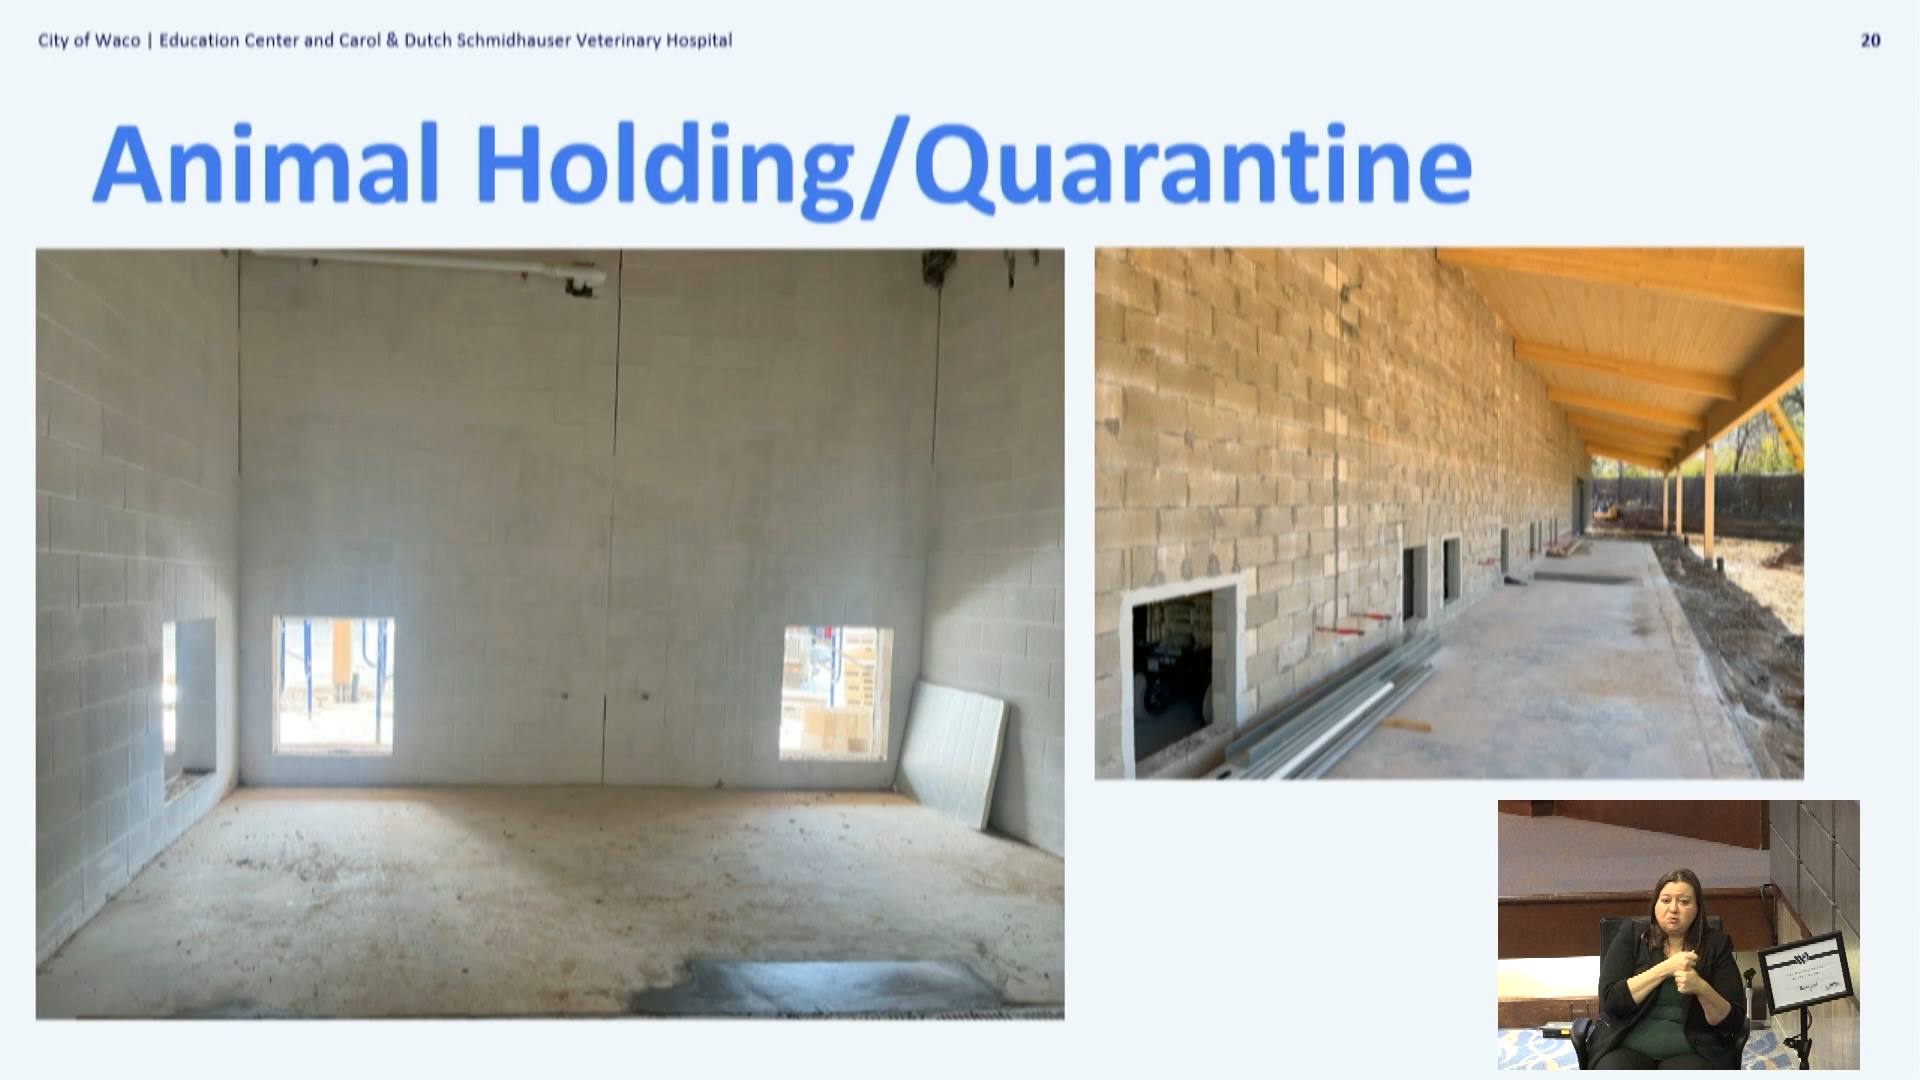 City of Waco | Education Center and Carol & Dutch Schmidhauser Veterinary Hospital
20
Animal Holding/Quarantine